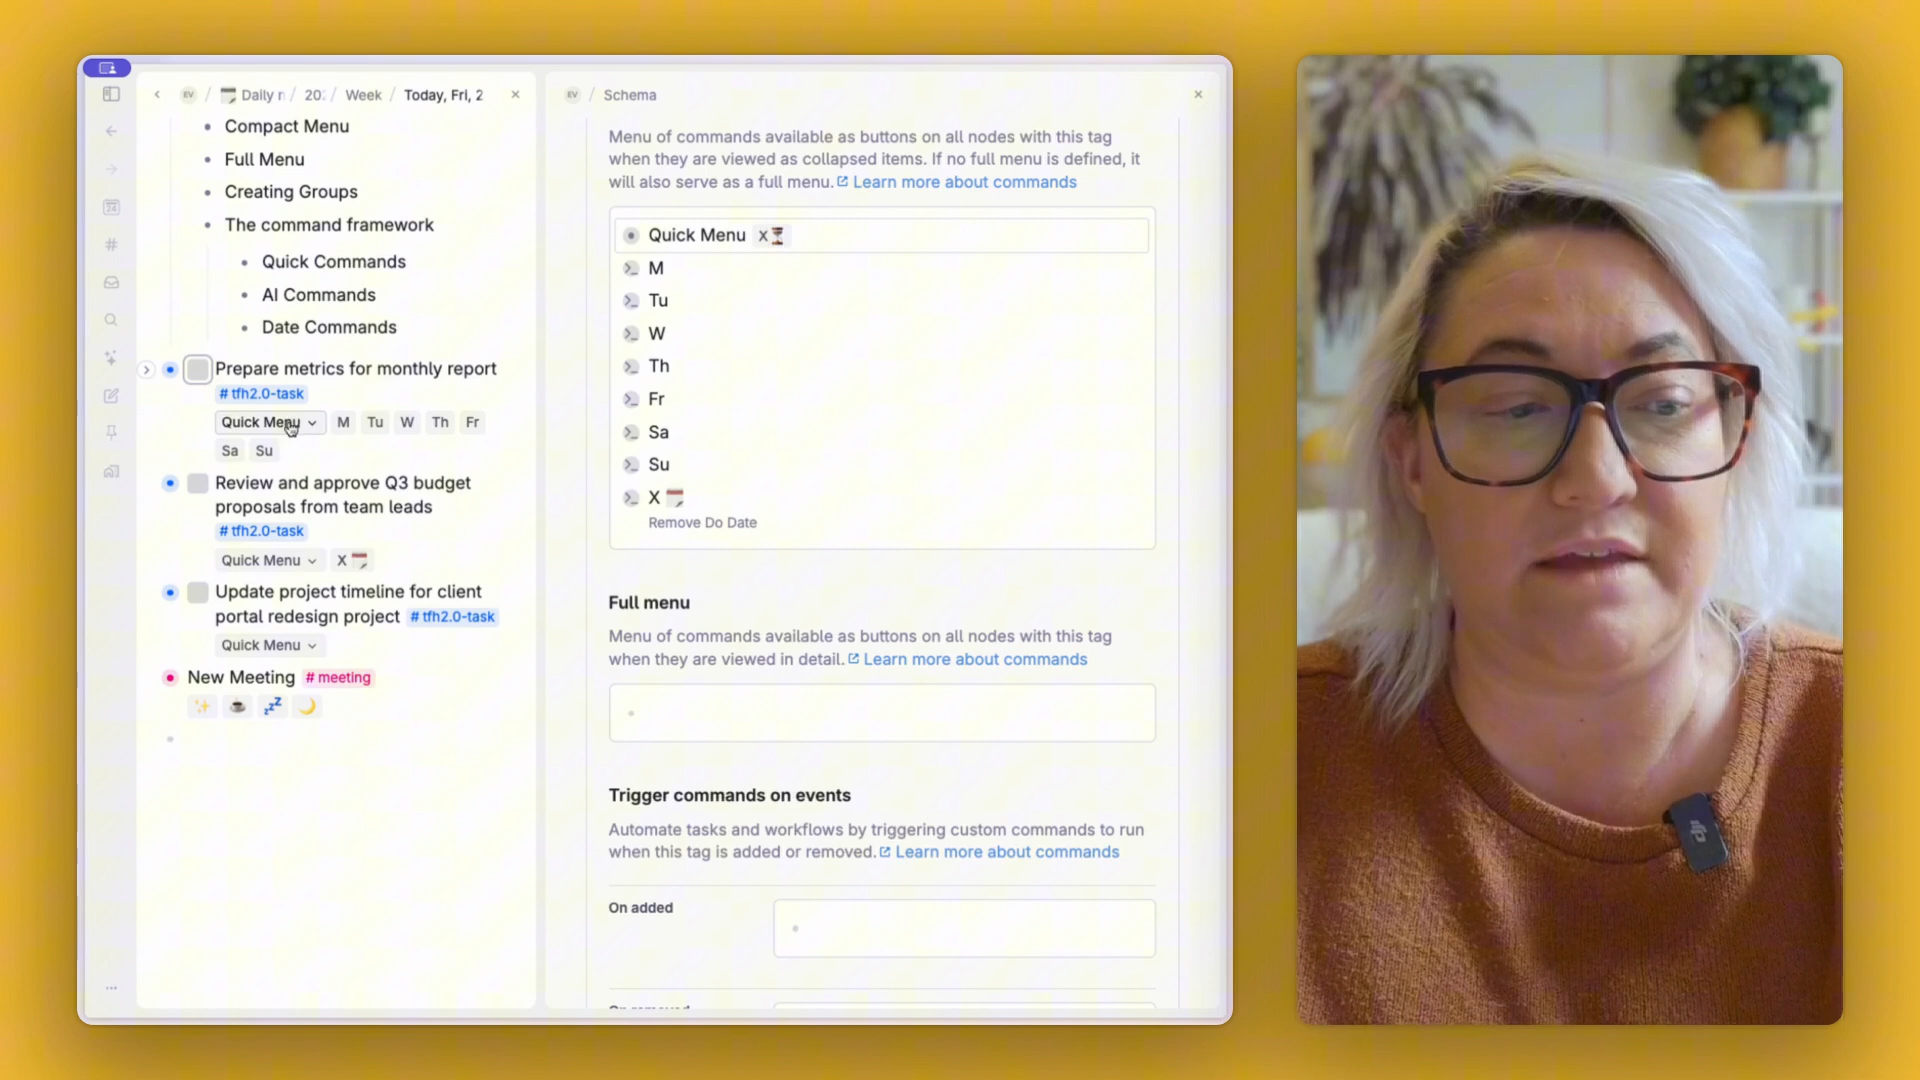 EV / Daily n / 20: / Week / Today, Fri, 2
Compact Menu
Full Menu
Creating Groups
The command framework
Quick Commands
AI Commands
Date Commands
Prepare metrics for monthly report
# tfh2.0-task
Quick Menu M Tu W Th Fr
Sa Su
Review and approve Q3 budget
proposals from team leads
# tfh2.0-task
Quick Menu X
Update project timeline for client
portal redesign project # tfh2.0-task
Quick Menu
New Meeting # meeting
24
EV / Schema
Menu of commands available as buttons on all nodes with this tag
when they are viewed as collapsed items. If no full menu is defined, it
will also serve as a full menu. Learn more about commands
Quick Menu X
M
Tu
W
Th
Fr
Sa
Su
X
Remove Do Date
Full menu
Menu of commands available as buttons on all nodes with this tag
when they are viewed in detail. Learn more about commands
Trigger commands on events
Automate tasks and workflows by triggering custom commands to run
when this tag is added or removed. Learn more about commands
On added
On removed
dji